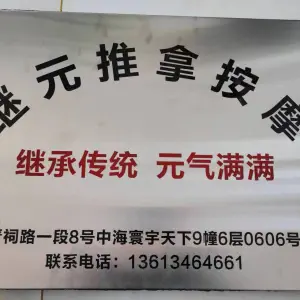 继元推拿按摩
继承传统 元气满满
晋祠路一段8号中海寰宇天下9幢6层0606号
联系电话：13613464661